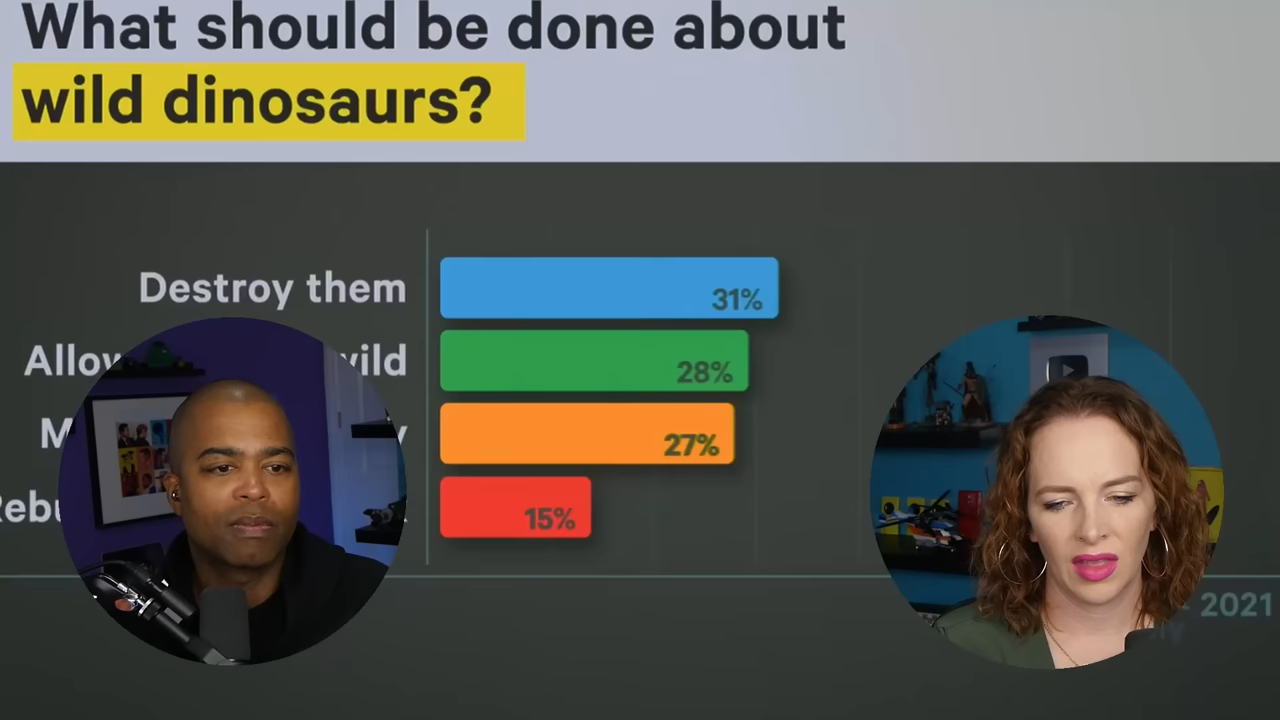 What should be done about
wild dinosaurs?
Destroy them
31%
28%
27%
15%
2021